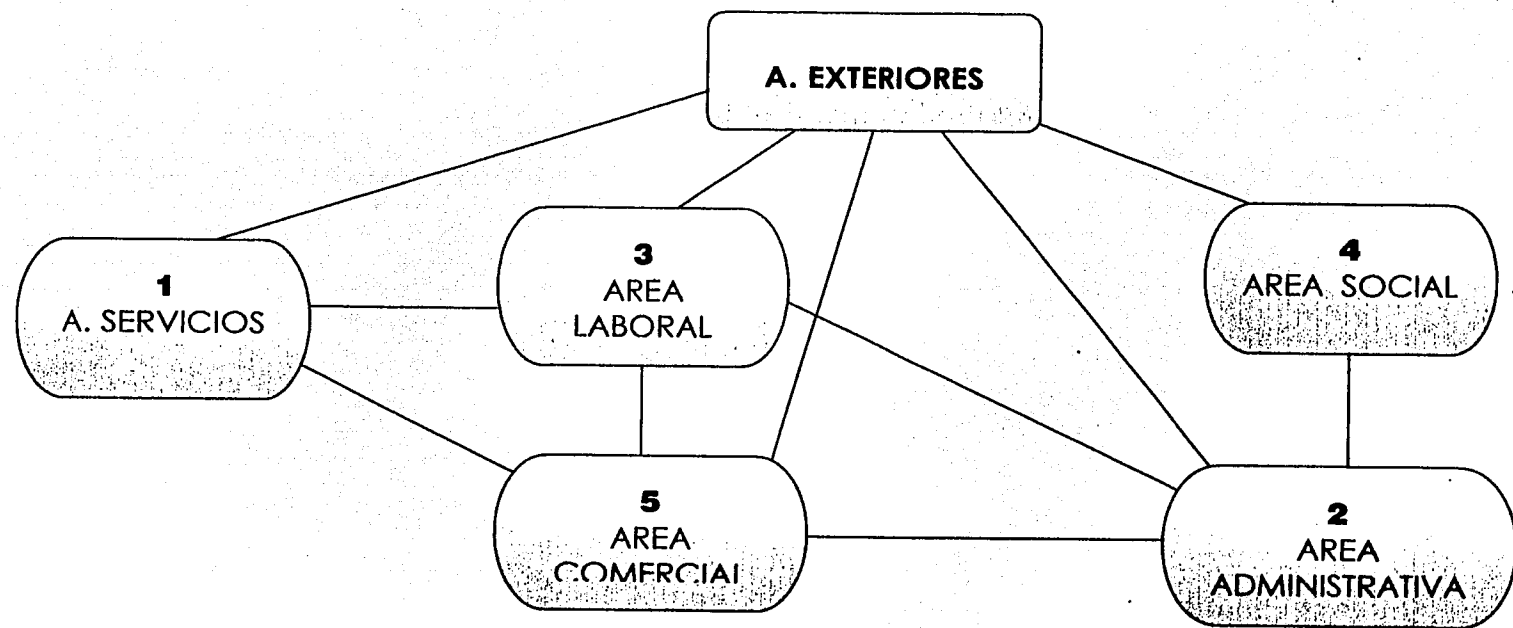 A. EXTERIORES
1
A. SERVICIOS
3
AREA
LABORAL
4
AREA SOCIAL
5
AREA
COMERCIAL
2
AREA
ADMINISTRATIVA